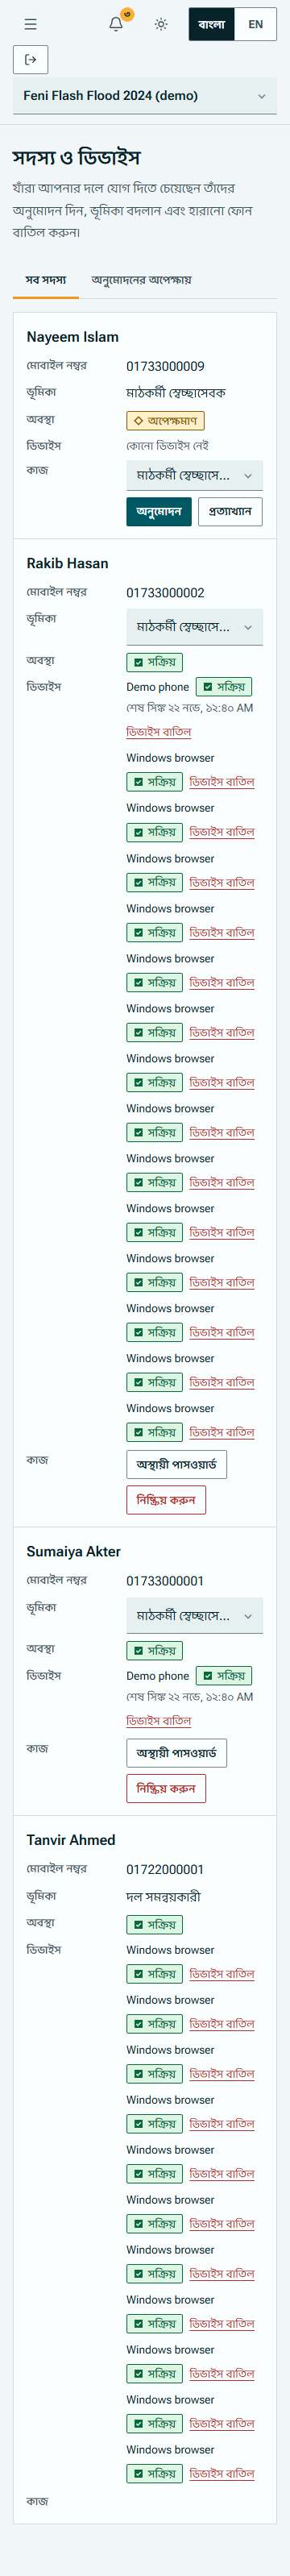 ৩
বাংলা
EN
Feni Flash Flood 2024 (demo)
সদস্য ও ডিভাইস
যাঁরা আপনার দলে যোগ দিতে চেয়েছেন তাঁদের
অনুমোদন দিন, ভূমিকা বদলান এবং হারানো ফোন
বাতিল করুন।
সব সদস্য
অনুমোদনের অপেক্ষায়
Nayeem Islam
মোবাইল নম্বর 01733000009
ভূমিকা মাঠকর্মী স্বেচ্ছাসেবক
অবস্থা অপেক্ষমাণ
ডিভাইস কোনো ডিভাইস নেই
কাজ মাঠকর্মী স্বেচ্ছাসে...
অনুমোদন প্রত্যাখ্যান
Rakib Hasan
মোবাইল নম্বর 01733000002
ভূমিকা মাঠকর্মী স্বেচ্ছাসে...
অবস্থা সক্রিয়
ডিভাইস Demo phone সক্রিয়
শেষ সিঙ্ক ২২ নভে, ১২:৪০ AM
ডিভাইস বাতিল
Windows browser
সক্রিয় ডিভাইস বাতিল
Windows browser
সক্রিয় ডিভাইস বাতিল
Windows browser
সক্রিয় ডিভাইস বাতিল
Windows browser
সক্রিয় ডিভাইস বাতিল
Windows browser
সক্রিয় ডিভাইস বাতিল
Windows browser
সক্রিয় ডিভাইস বাতিল
Windows browser
সক্রিয় ডিভাইস বাতিল
Windows browser
সক্রিয় ডিভাইস বাতিল
Windows browser
সক্রিয় ডিভাইস বাতিল
Windows browser
সক্রিয় ডিভাইস বাতিল
Windows browser
সক্রিয় ডিভাইস বাতিল
Windows browser
সক্রিয় ডিভাইস বাতিল
Windows browser
সক্রিয় ডিভাইস বাতিল
Windows browser
সক্রিয় ডিভাইস বাতিল
কাজ অস্থায়ী পাসওয়ার্ড
নিষ্ক্রিয় করুন
Sumaiya Akter
মোবাইল নম্বর 01733000001
ভূমিকা মাঠকর্মী স্বেচ্ছাসে...
অবস্থা সক্রিয়
ডিভাইস Demo phone সক্রিয়
শেষ সিঙ্ক ২২ নভে, ১২:৪০ AM
ডিভাইস বাতিল
কাজ অস্থায়ী পাসওয়ার্ড
নিষ্ক্রিয় করুন
Tanvir Ahmed
মোবাইল নম্বর 01722000001
ভূমিকা দল সমন্বয়কারী
অবস্থা সক্রিয়
ডিভাইস Windows browser
সক্রিয় ডিভাইস বাতিল
Windows browser
সক্রিয় ডিভাইস বাতিল
Windows browser
সক্রিয় ডিভাইস বাতিল
Windows browser
সক্রিয় ডিভাইস বাতিল
Windows browser
সক্রিয় ডিভাইস বাতিল
Windows browser
সক্রিয় ডিভাইস বাতিল
Windows browser
সক্রিয় ডিভাইস বাতিল
Windows browser
সক্রিয় ডিভাইস বাতিল
Windows browser
সক্রিয় ডিভাইস বাতিল
Windows browser
সক্রিয় ডিভাইস বাতিল
Windows browser
সক্রিয় ডিভাইস বাতিল
কাজ